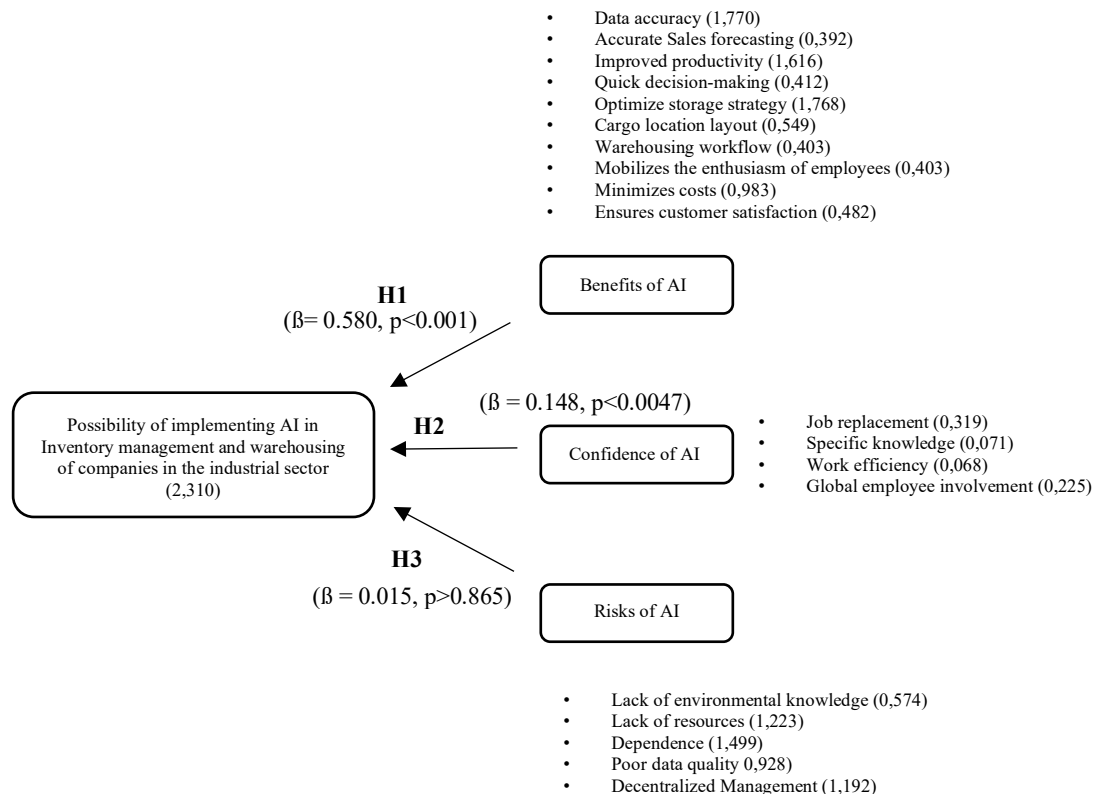 • Data accuracy (1,770)
• Accurate Sales forecasting (0,392)
• Improved productivity (1,616)
• Quick decision-making (0,412)
• Optimize storage strategy (1,768)
• Cargo location layout (0,549)
• Warehousing workflow (0,403)
• Mobilizes the enthusiasm of employees (0,403)
• Minimizes costs (0,983)
• Ensures customer satisfaction (0,482)
Benefits of AI
H1
(ß= 0.580, p<0.001)
(ß = 0.148, p<0.0047)
H2
Confidence of AI
• Job replacement (0,319)
• Specific knowledge (0,071)
• Work efficiency (0,068)
• Global employee involvement (0,225)
Possibility of implementing AI in
Inventory management and warehousing
of companies in the industrial sector
(2,310)
H3
(ß = 0.015, p>0.865)
Risks of AI
• Lack of environmental knowledge (0,574)
• Lack of resources (1,223)
• Dependence (1,499)
• Poor data quality 0,928)
• Decentralized Management (1,192)